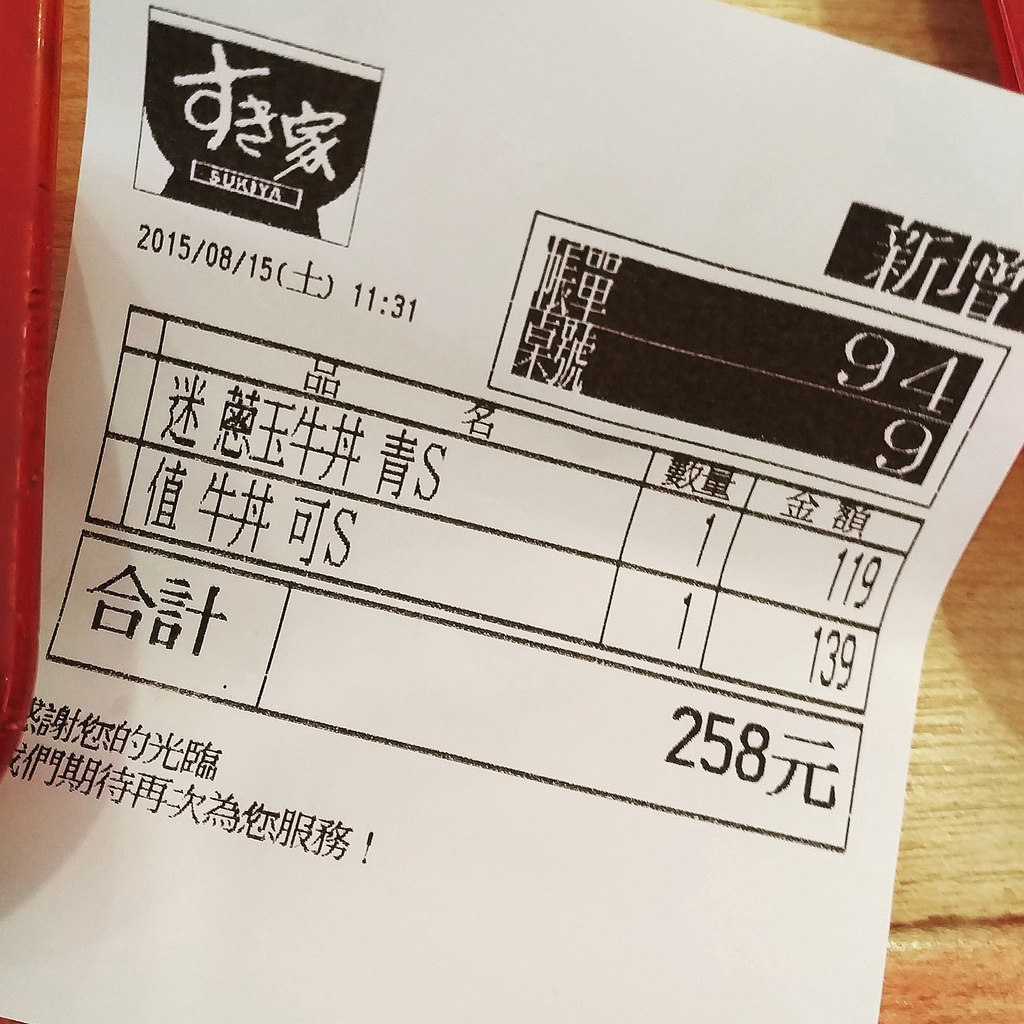 すき家
SUKIYA
2015/08/15(土) 11:31
新增
帳單 94
桌號 9
品名 數量 金額
迷 蔥玉牛丼 青S 1 119
值 牛丼 可S 1 139
合計 258元
感謝您的光臨
我們期待再次為您服務！